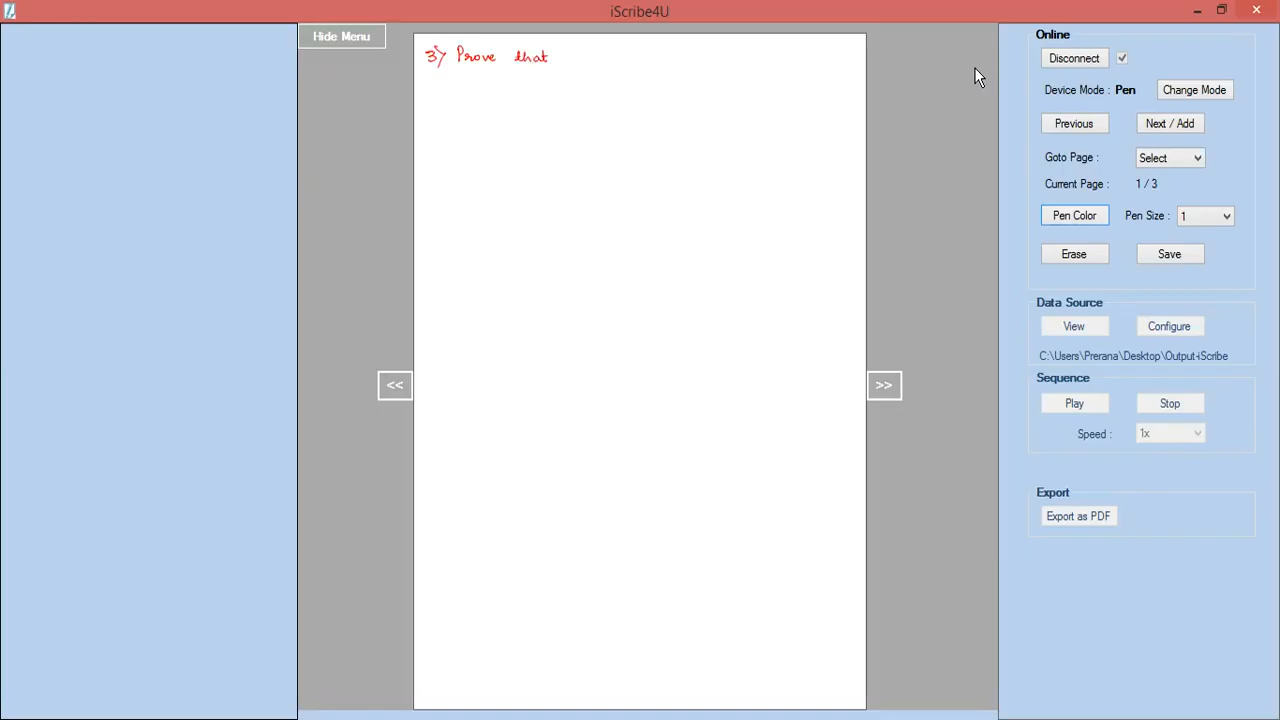 iScribe4U
Hide Menu
3) Prove that
<<
>>
Online
Disconnect
Device Mode : Pen
Change Mode
Previous
Next / Add
Goto Page :
Select
Current Page :
1 / 3
Pen Color
Pen Size :
1
Erase
Save
Data Source
View
Configure
C:\Users\Prerana\Desktop\Output-iScribe
Sequence
Play
Stop
Speed :
1x
Export
Export as PDF